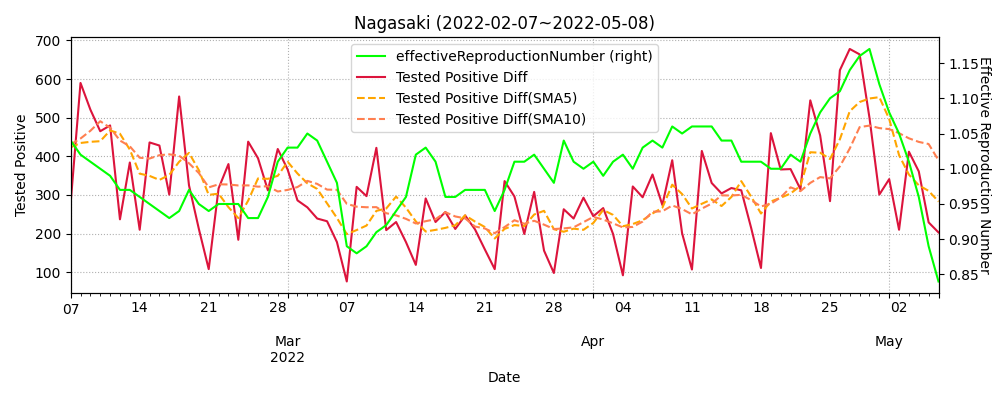 Nagasaki (2022-02-07~2022-05-08)
effectiveReproductionNumber (right)
Tested Positive Diff
Tested Positive Diff(SMA5)
Tested Positive Diff(SMA10)
Tested Positive
700
600
500
400
300
200
100
Effective Reproduction Number
1.15
1.10
1.05
1.00
0.95
0.90
0.85
07 14 21 28 07 14 21 28 04 11 18 25 02
Mar Apr May
2022
Date